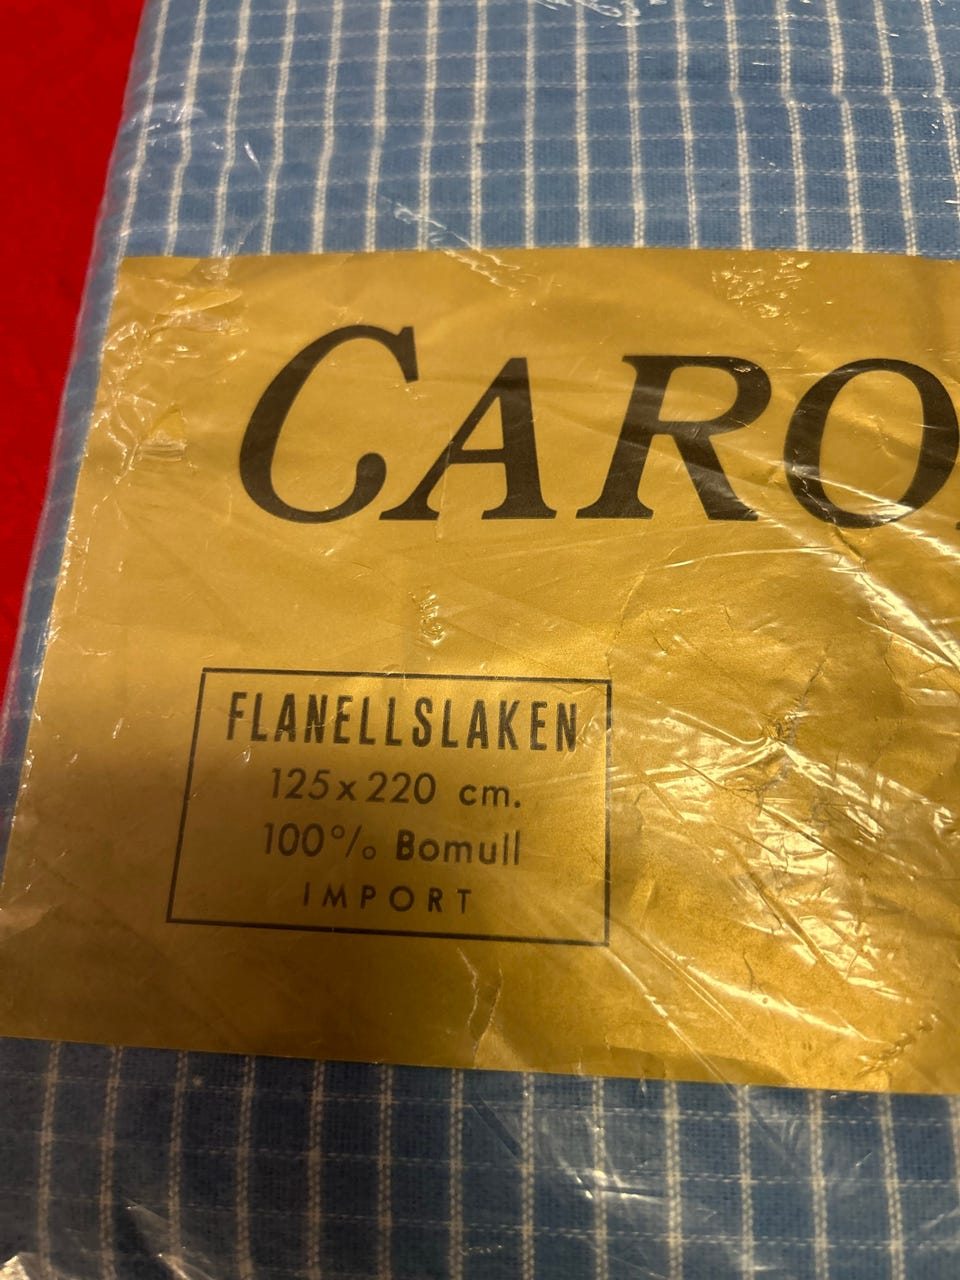 CARO
FLANELLSLAKEN
125x220 cm.
100% Bomull
IMPORT